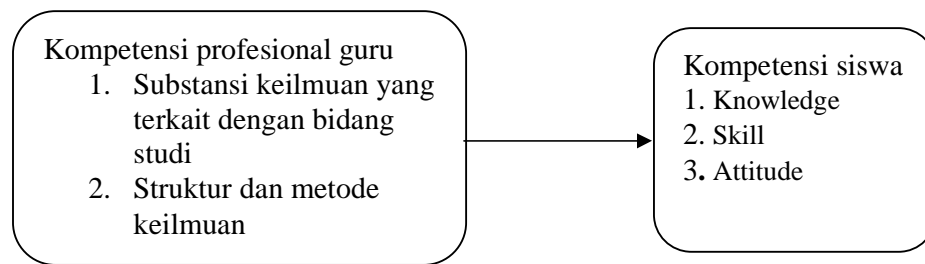 Kompetensi profesional guru
1. Substansi keilmuan yang
terkait dengan bidang
studi
2. Struktur dan metode
keilmuan
Kompetensi siswa
1. Knowledge
2. Skill
3. Attitude